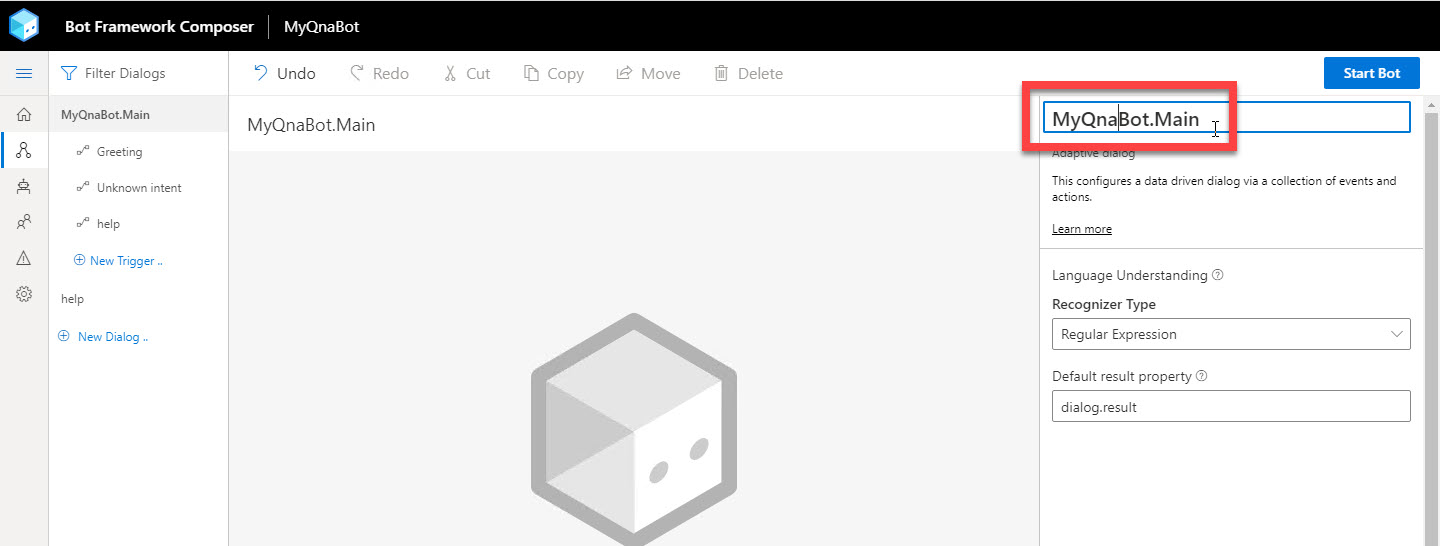 Bot Framework Composer
MyQnaBot
Filter Dialogs
Undo
Redo
Cut
Copy
Move
Delete
Start Bot
MyQnaBot.Main
Greeting
Unknown intent
help
New Trigger ..
help
New Dialog ..
MyQnaBot.Main
MyQnaBot.Main
Adaptive dialog
This configures a data driven dialog via a collection of events and
actions.
Learn more
Language Understanding
Recognizer Type
Regular Expression
Default result property
dialog.result